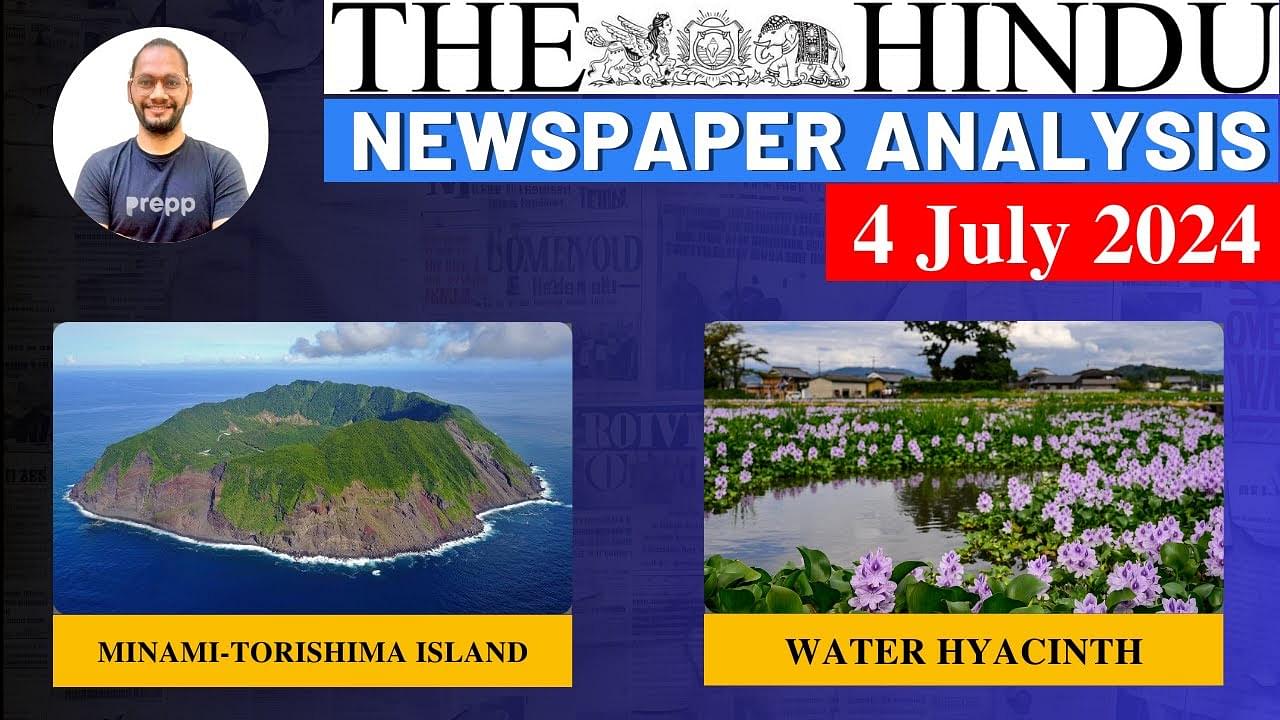 THE HINDU
NEWSPAPER ANALYSIS
4 July 2024
prepp
MINAMI-TORISHIMA ISLAND
WATER HYACINTH